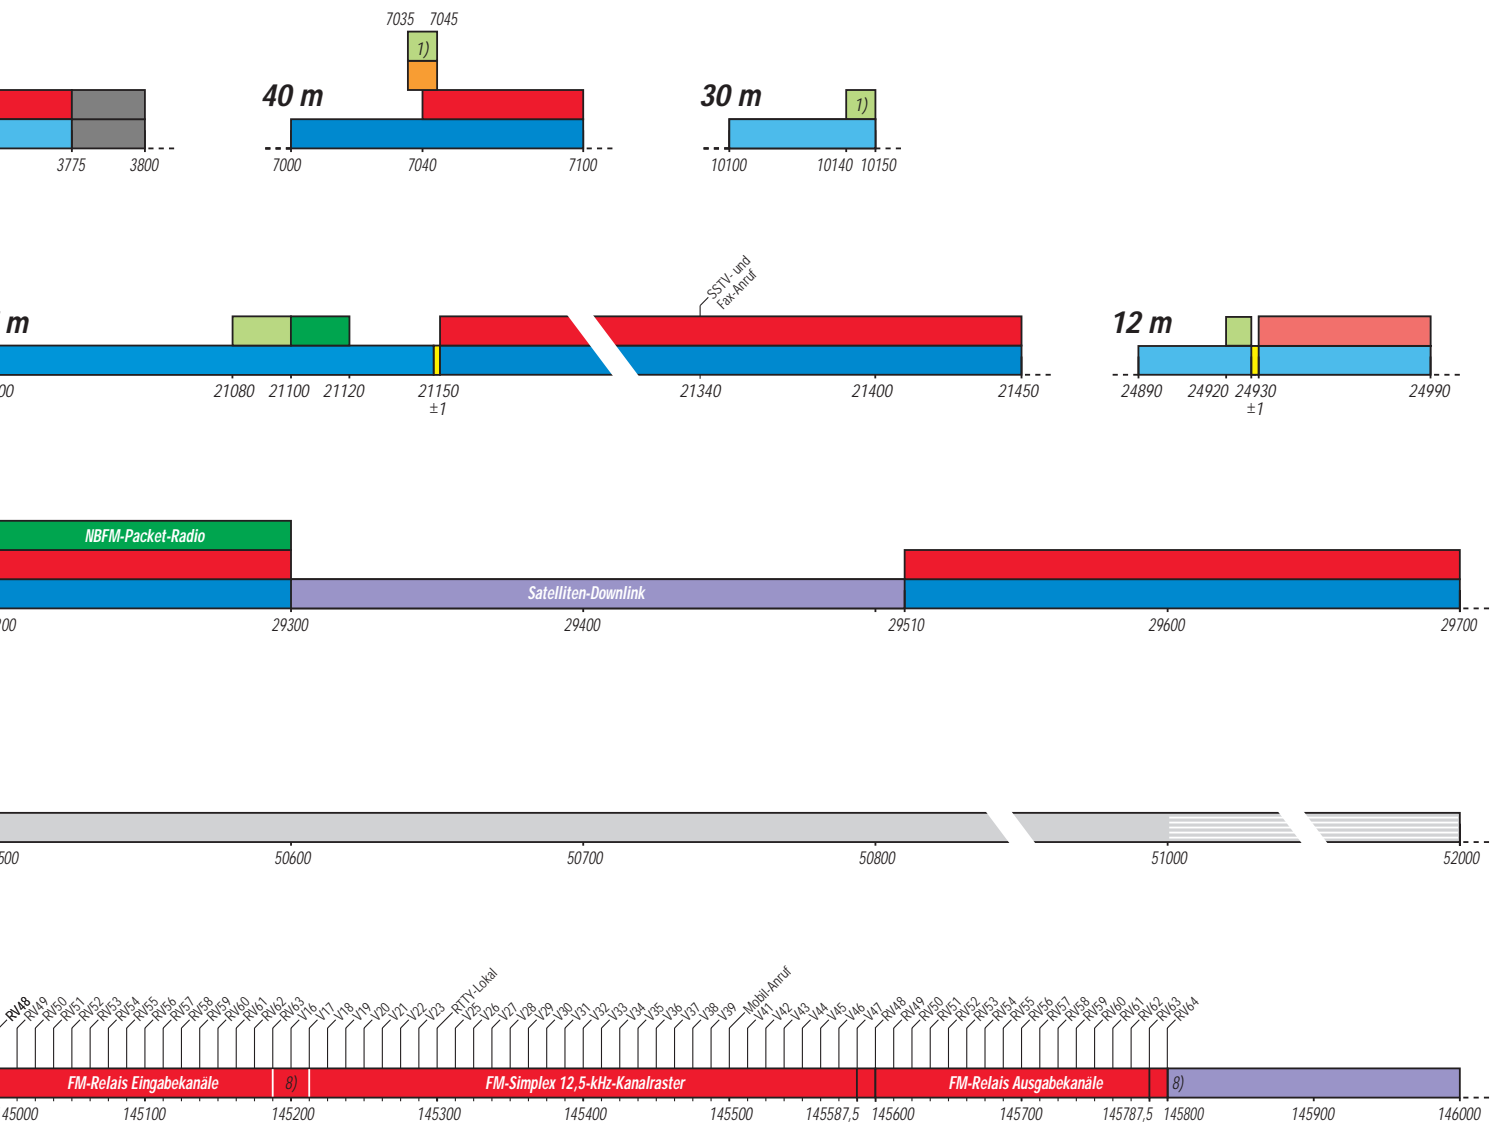 7035 7045
1)
40 m
30 m
1)
3775 3800
7000 7040 7100
10100 10140 10150
SSTV- und
Fax-Anruf
m
12 m
00 21080 21100 21120 21150 21340 21400 21450
±1
24890 24920 24930 24990
±1
NBFM-Packet-Radio
Satelliten-Downlink
00 29300 29400 29510 29600 29700
500 50600 50700 50800 51000 52000
RV48 RV49 RV50 RV51 RV52 RV53 RV54 RV55 RV56 RV57 RV58 RV59 RV60 RV61 RV62 RV63 V16 V17 V18 V19 V20 V21 V22 V23 RTTY-Lokal V25 V26 V27 V28 V29 V30 V31 V32 V33 V34 V35 V36 V37 V38 V39 Mobil-Anruf V41 V42 V43 V44 V45 V46 V47 RV48 RV49 RV50 RV51 RV52 RV53 RV54 RV55 RV56 RV57 RV58 RV59 RV60 RV61 RV62 RV63 RV64
FM-Relais Eingabekanäle 8) FM-Simplex 12,5-kHz-Kanalraster FM-Relais Ausgabekanäle 8)
45000 145100 145200 145300 145400 145500 145587,5 145600 145700 145787,5 145800 145900 146000